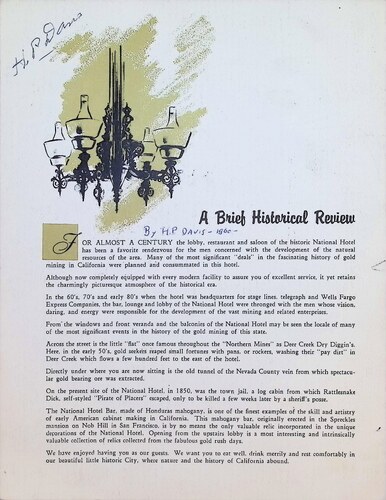 H.P Davis
A Brief Historical Review
By H.P DAVIS - 1960 -
FOR ALMOST A CENTURY the lobby, restaurant and saloon of the historic National Hotel
has been a favorite rendezvous for the men concerned with the development of the natural
resources of the area. Many of the most significant "deals" in the fascinating history of gold
mining in California were planned and consummated in this hotel.
Although now completely equipped with every modern facility to assure you of excellent service, it yet retains
the charmingly picturesque atmosphere of the historical era.
In the 60's, 70's and early 80's when the hotel was headquarters for stage lines, telegraph and Wells Fargo
Express Companies, the bar, lounge and lobby of the National Hotel were thronged with the men whose vision,
daring, and energy were responsible for the development of the vast mining and related enterprises.
From the windows and front veranda and the balconies of the National Hotel may be seen the locals of many
of the most significant events in the history of the gold mining of this state.
Across the street is the little "flat" once famous throughout the "Northern Mines" as Deer Creek Dry Diggin's.
Here, in the early 50's, gold seekers reaped small fortunes with pans, or rockers, washing their "pay dirt" in
Deer Creek, which flows a few hundred feet to the east of the hotel.
Directly under where you are now sitting is the old tunnel of the Nevada County vein from which spectacu-
lar gold bearing ore was extracted.
On the present site of the National Hotel, in 1850, was the town jail, a log cabin from which Rattlesnake
Dick, self-styled "Pirate of Placers" escaped, only to be killed a few weeks later by a sheriff's posse.
The National Hotel Bar, made of Honduras mahogany, is one of the finest examples of the skill and artistry
of early American cabinet making in California. This mahogany bar, originally erected in the Spreckles
mansion on Nob Hill in San Francisco, is by no means the only valuable relic incorporated in the unique
decorations of the National Hotel. Opening from the upstairs lobby is a most interesting and intrinsically
valuable collection of relics collected from the fabulous gold rush days.
We have enjoyed having you as our guests. We want you to eat well, drink merrily and rest comfortably in
our beautiful little historic City, where nature and the history of California abound.